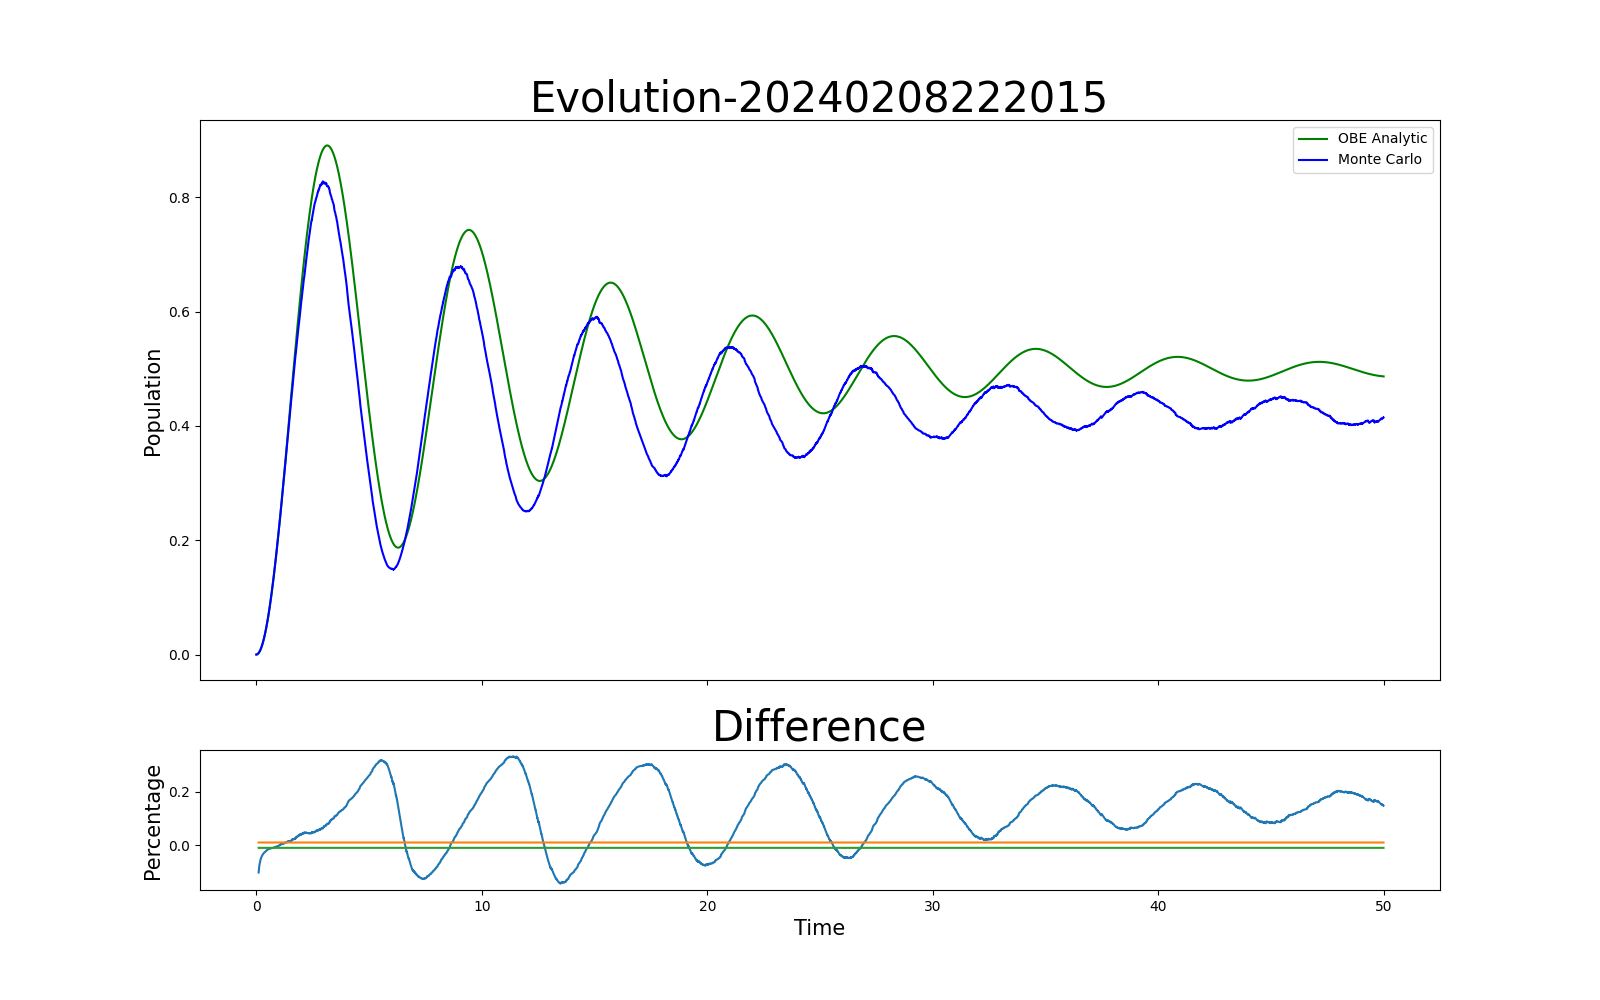 Evolution-20240208222015
OBE Analytic
Monte Carlo
Population
0.8
0.6
0.4
0.2
0.0
Difference
Percentage
0.2
0.0
0 10 20 30 40 50
Time